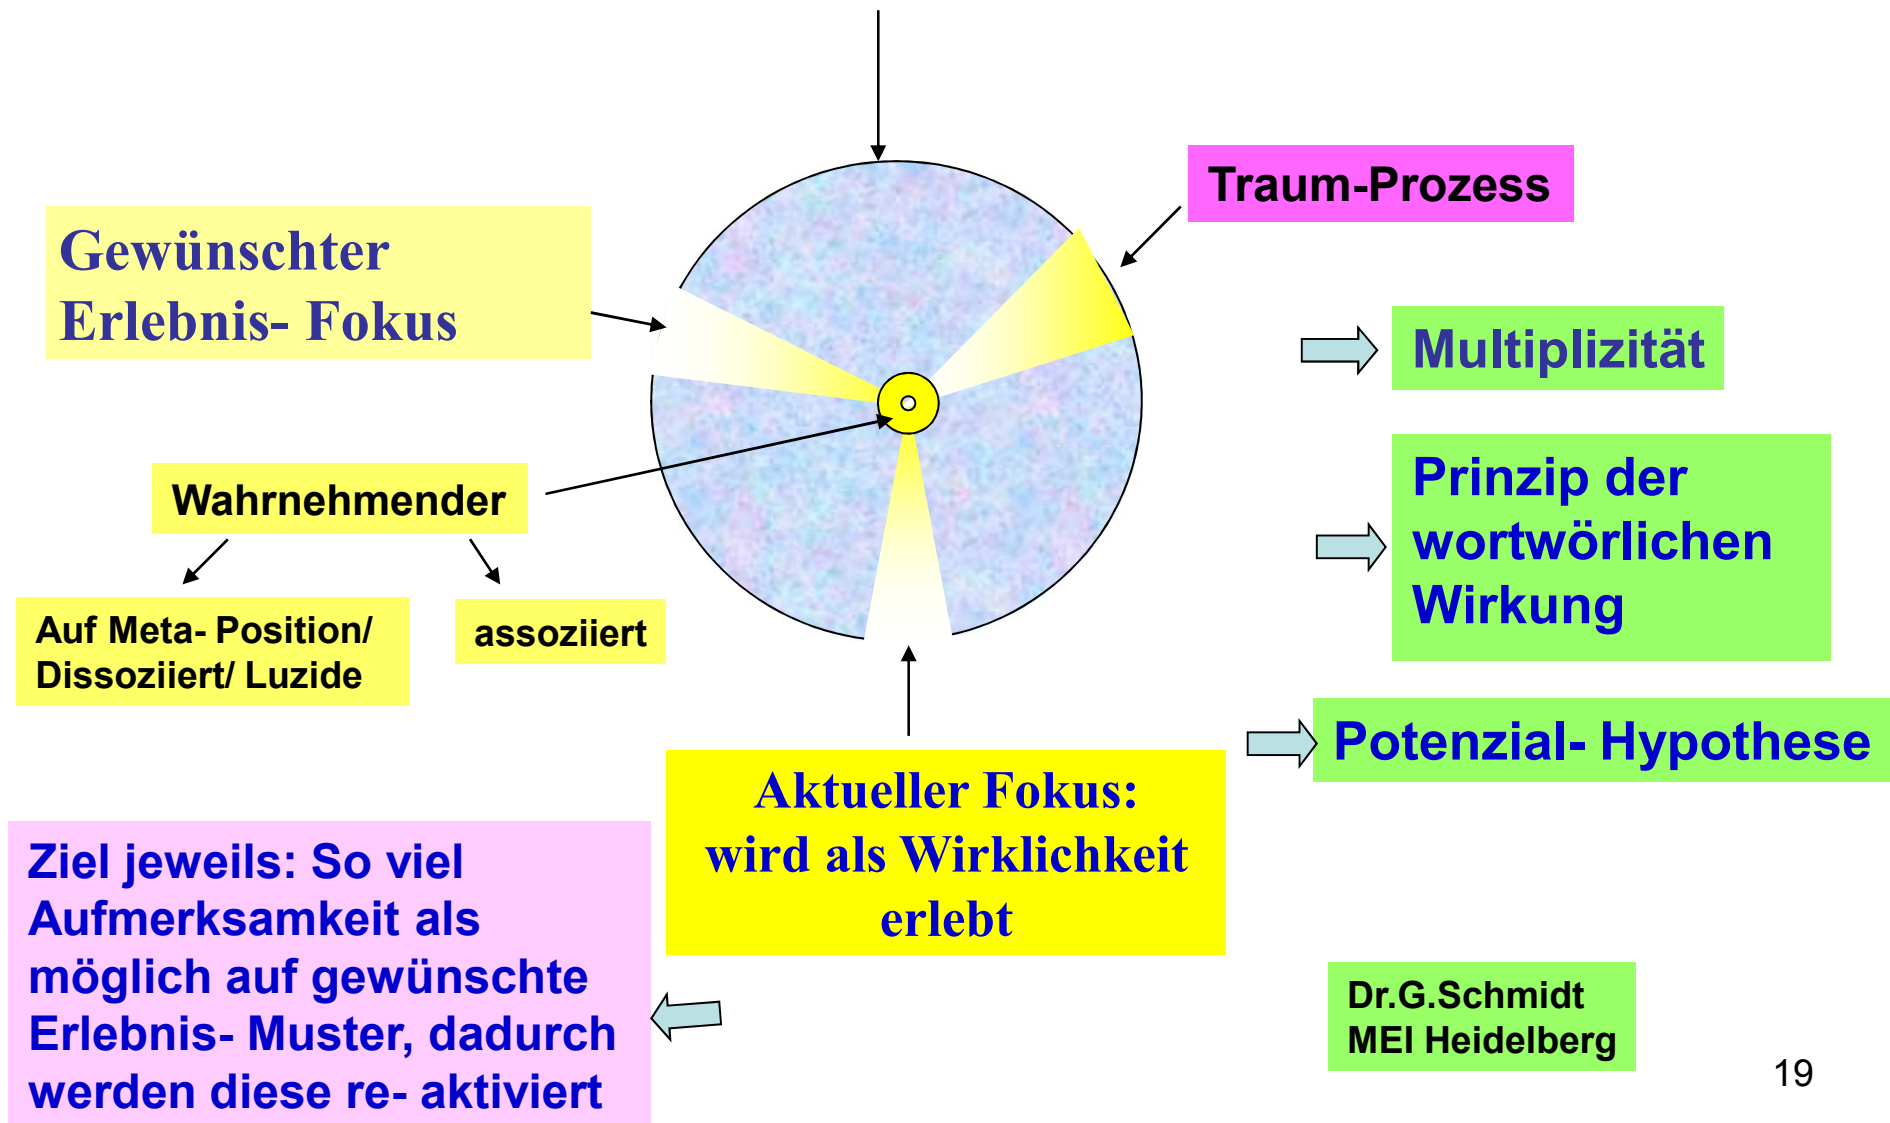 Traum-Prozess
Gewünschter
Erlebnis- Fokus
Multiplizität
Prinzip der
wortwörlichen
Wirkung
Wahrnehmender
Auf Meta- Position/
Dissoziiert/ Luzide
assoziiert
Potenzial- Hypothese
Aktueller Fokus:
wird als Wirklichkeit
erlebt
Ziel jeweils: So viel
Aufmerksamkeit als
möglich auf gewünschte
Erlebnis- Muster, dadurch
werden diese re- aktiviert
Dr.G.Schmidt
MEI Heidelberg
19